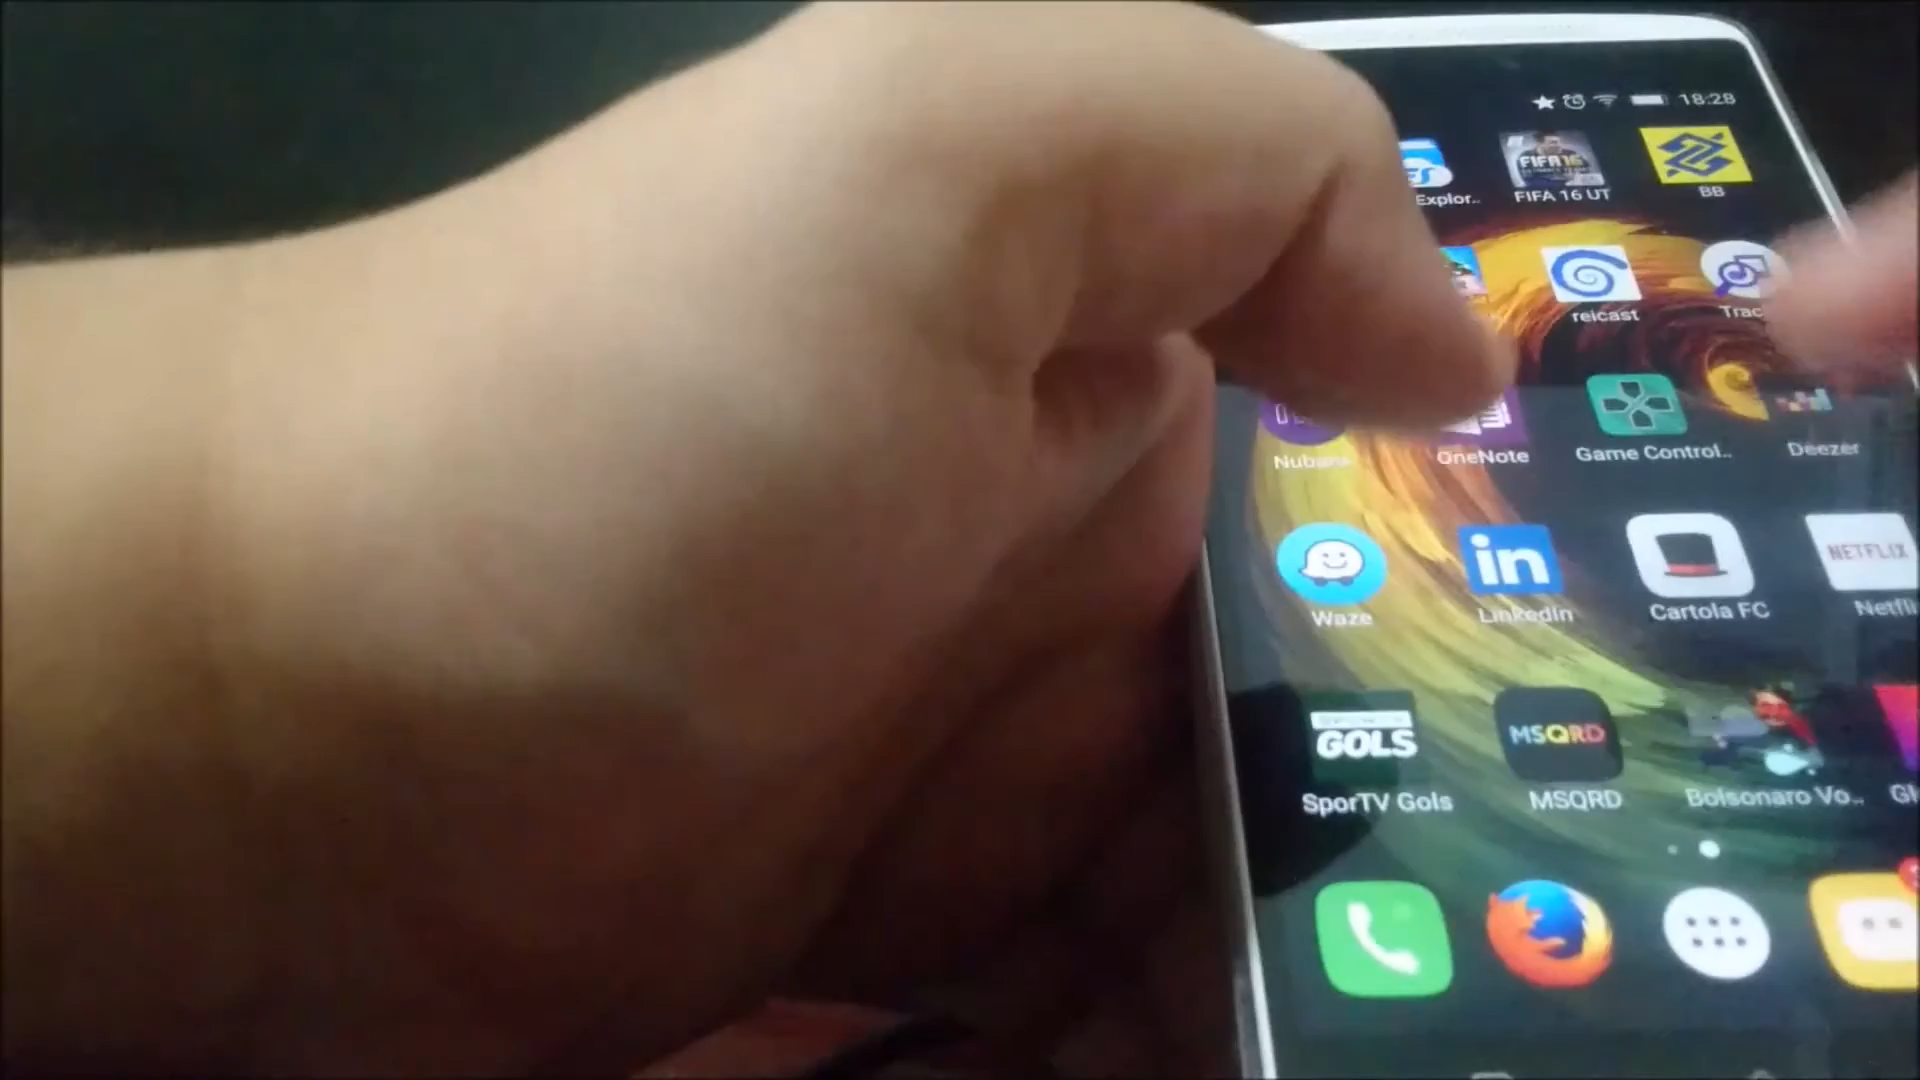 18:28
FIFA 16
Explor..
FIFA 16 UT
BB
reicast
Trac
OneNote
Game Control..
Deezer
in
NETFLIX
Waze
LinkedIn
Cartola FC
Netfli
GOLS
MSQRD
SporTV Gols
MSQRD
Bolsonaro Vo..